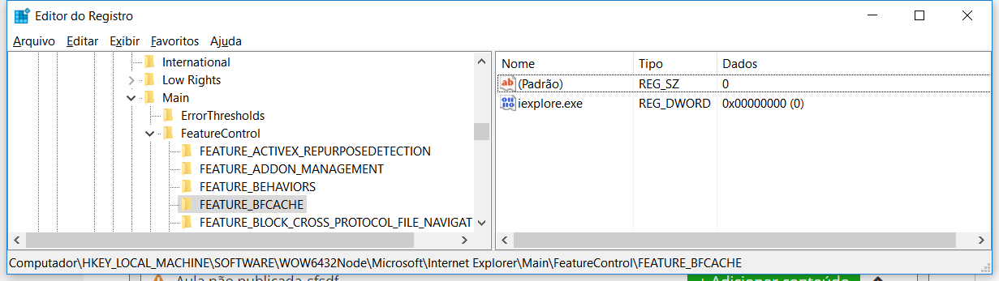 Editor do Registro
Arquivo Editar Exibir Favoritos Ajuda
International
Low Rights
Main
ErrorThresholds
FeatureControl
FEATURE_ACTIVEX_REPURPOSEDETECTION
FEATURE_ADDON_MANAGEMENT
FEATURE_BEHAVIORS
FEATURE_BFCACHE
FEATURE_BLOCK_CROSS_PROTOCOL_FILE_NAVIGAT
Nome Tipo Dados
ab (Padrão) REG_SZ 0
iexplore.exe REG_DWORD 0x00000000 (0)
Computador\HKEY_LOCAL_MACHINE\SOFTWARE\WOW6432Node\Microsoft\Internet Explorer\Main\FeatureControl\FEATURE_BFCACHE
Aula não publicada + Adicionar conteúdo